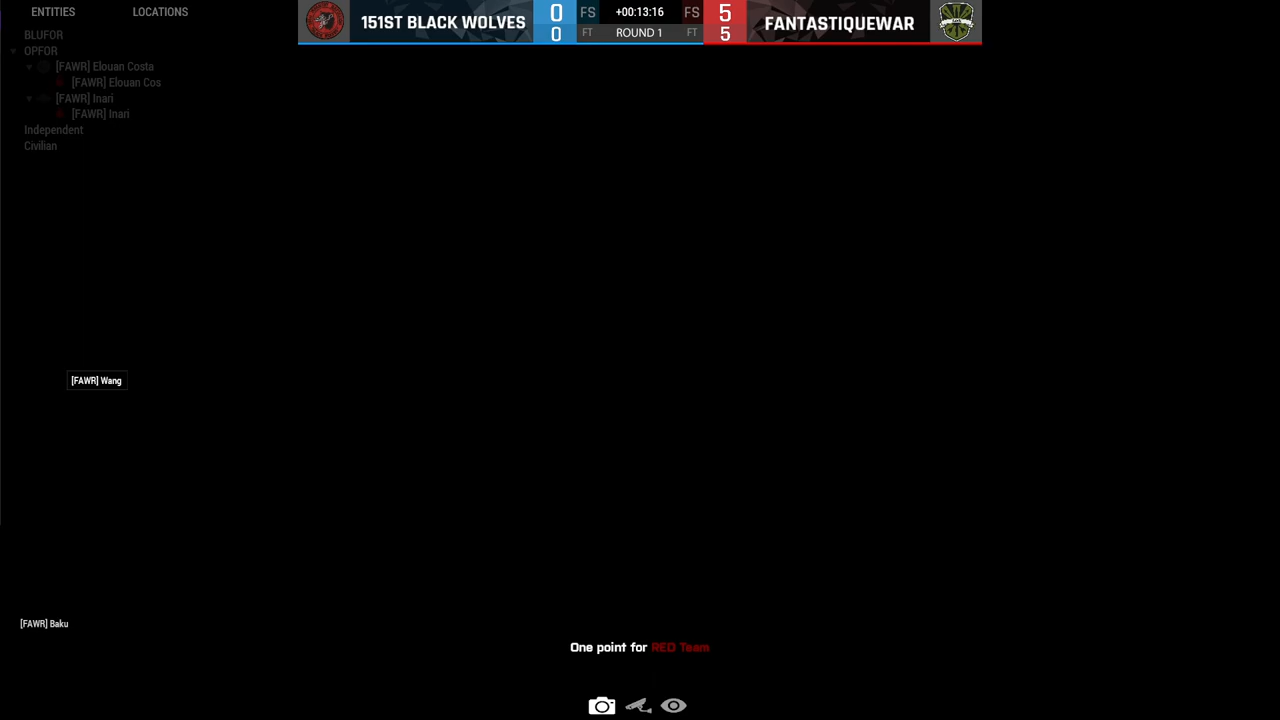 ENTITIES LOCATIONS
151ST BLACK WOLVES 0 FS +00:13:16 FS 5 FANTASTIQUEWAR
0 FT ROUND 1 FT 5
BLUFOR
OPFOR
[FAWR] Elouan Costa
[FAWR] Elouan Cos
[FAWR] Inari
[FAWR] Inari
Independent
Civilian
[FAWR] Wang
[FAWR] Baku
One point for RED Team